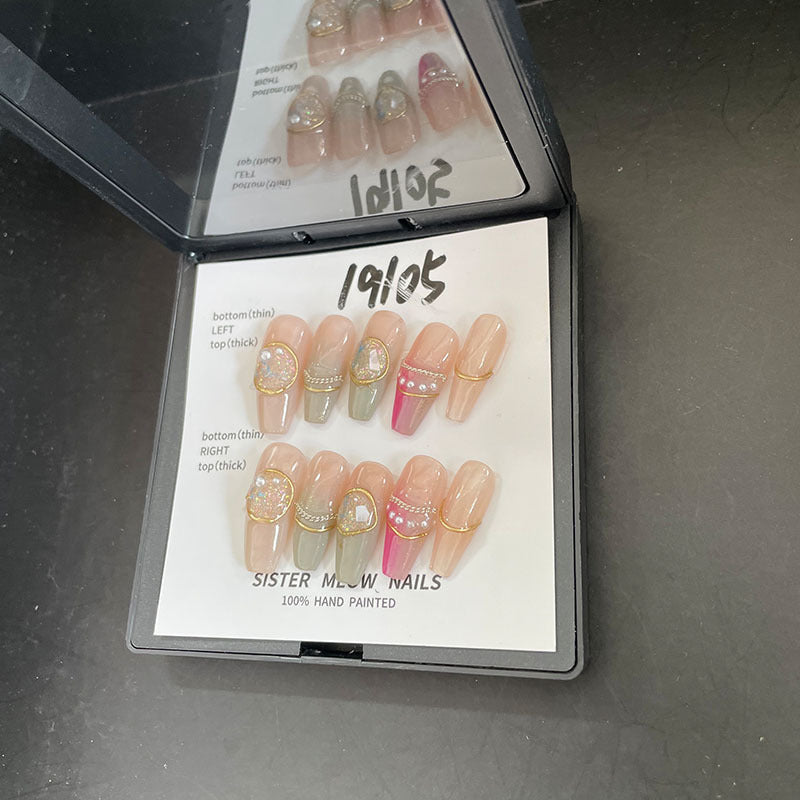 19105
bottom(thin)
LEFT
top(thick)
bottom(thin)
RIGHT
top(thick)
SISTER MEOW NAILS
100% HAND PAINTED